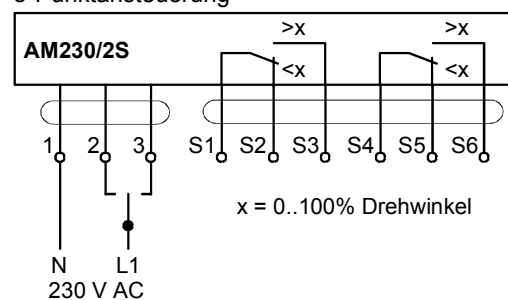 3-Punktansteuerung
>x >x
AM230/2S
<x <x
1 2 3 S1 S2 S3 S4 S5 S6
x = 0..100% Drehwinkel
N L1
230 V AC